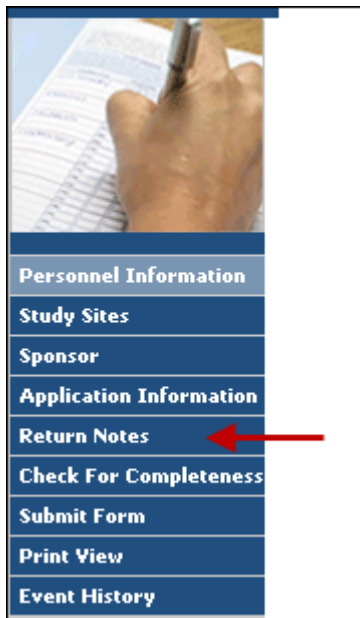 Personnel Information
Study Sites
Sponsor
Application Information
Return Notes
Check For Completeness
Submit Form
Print View
Event History